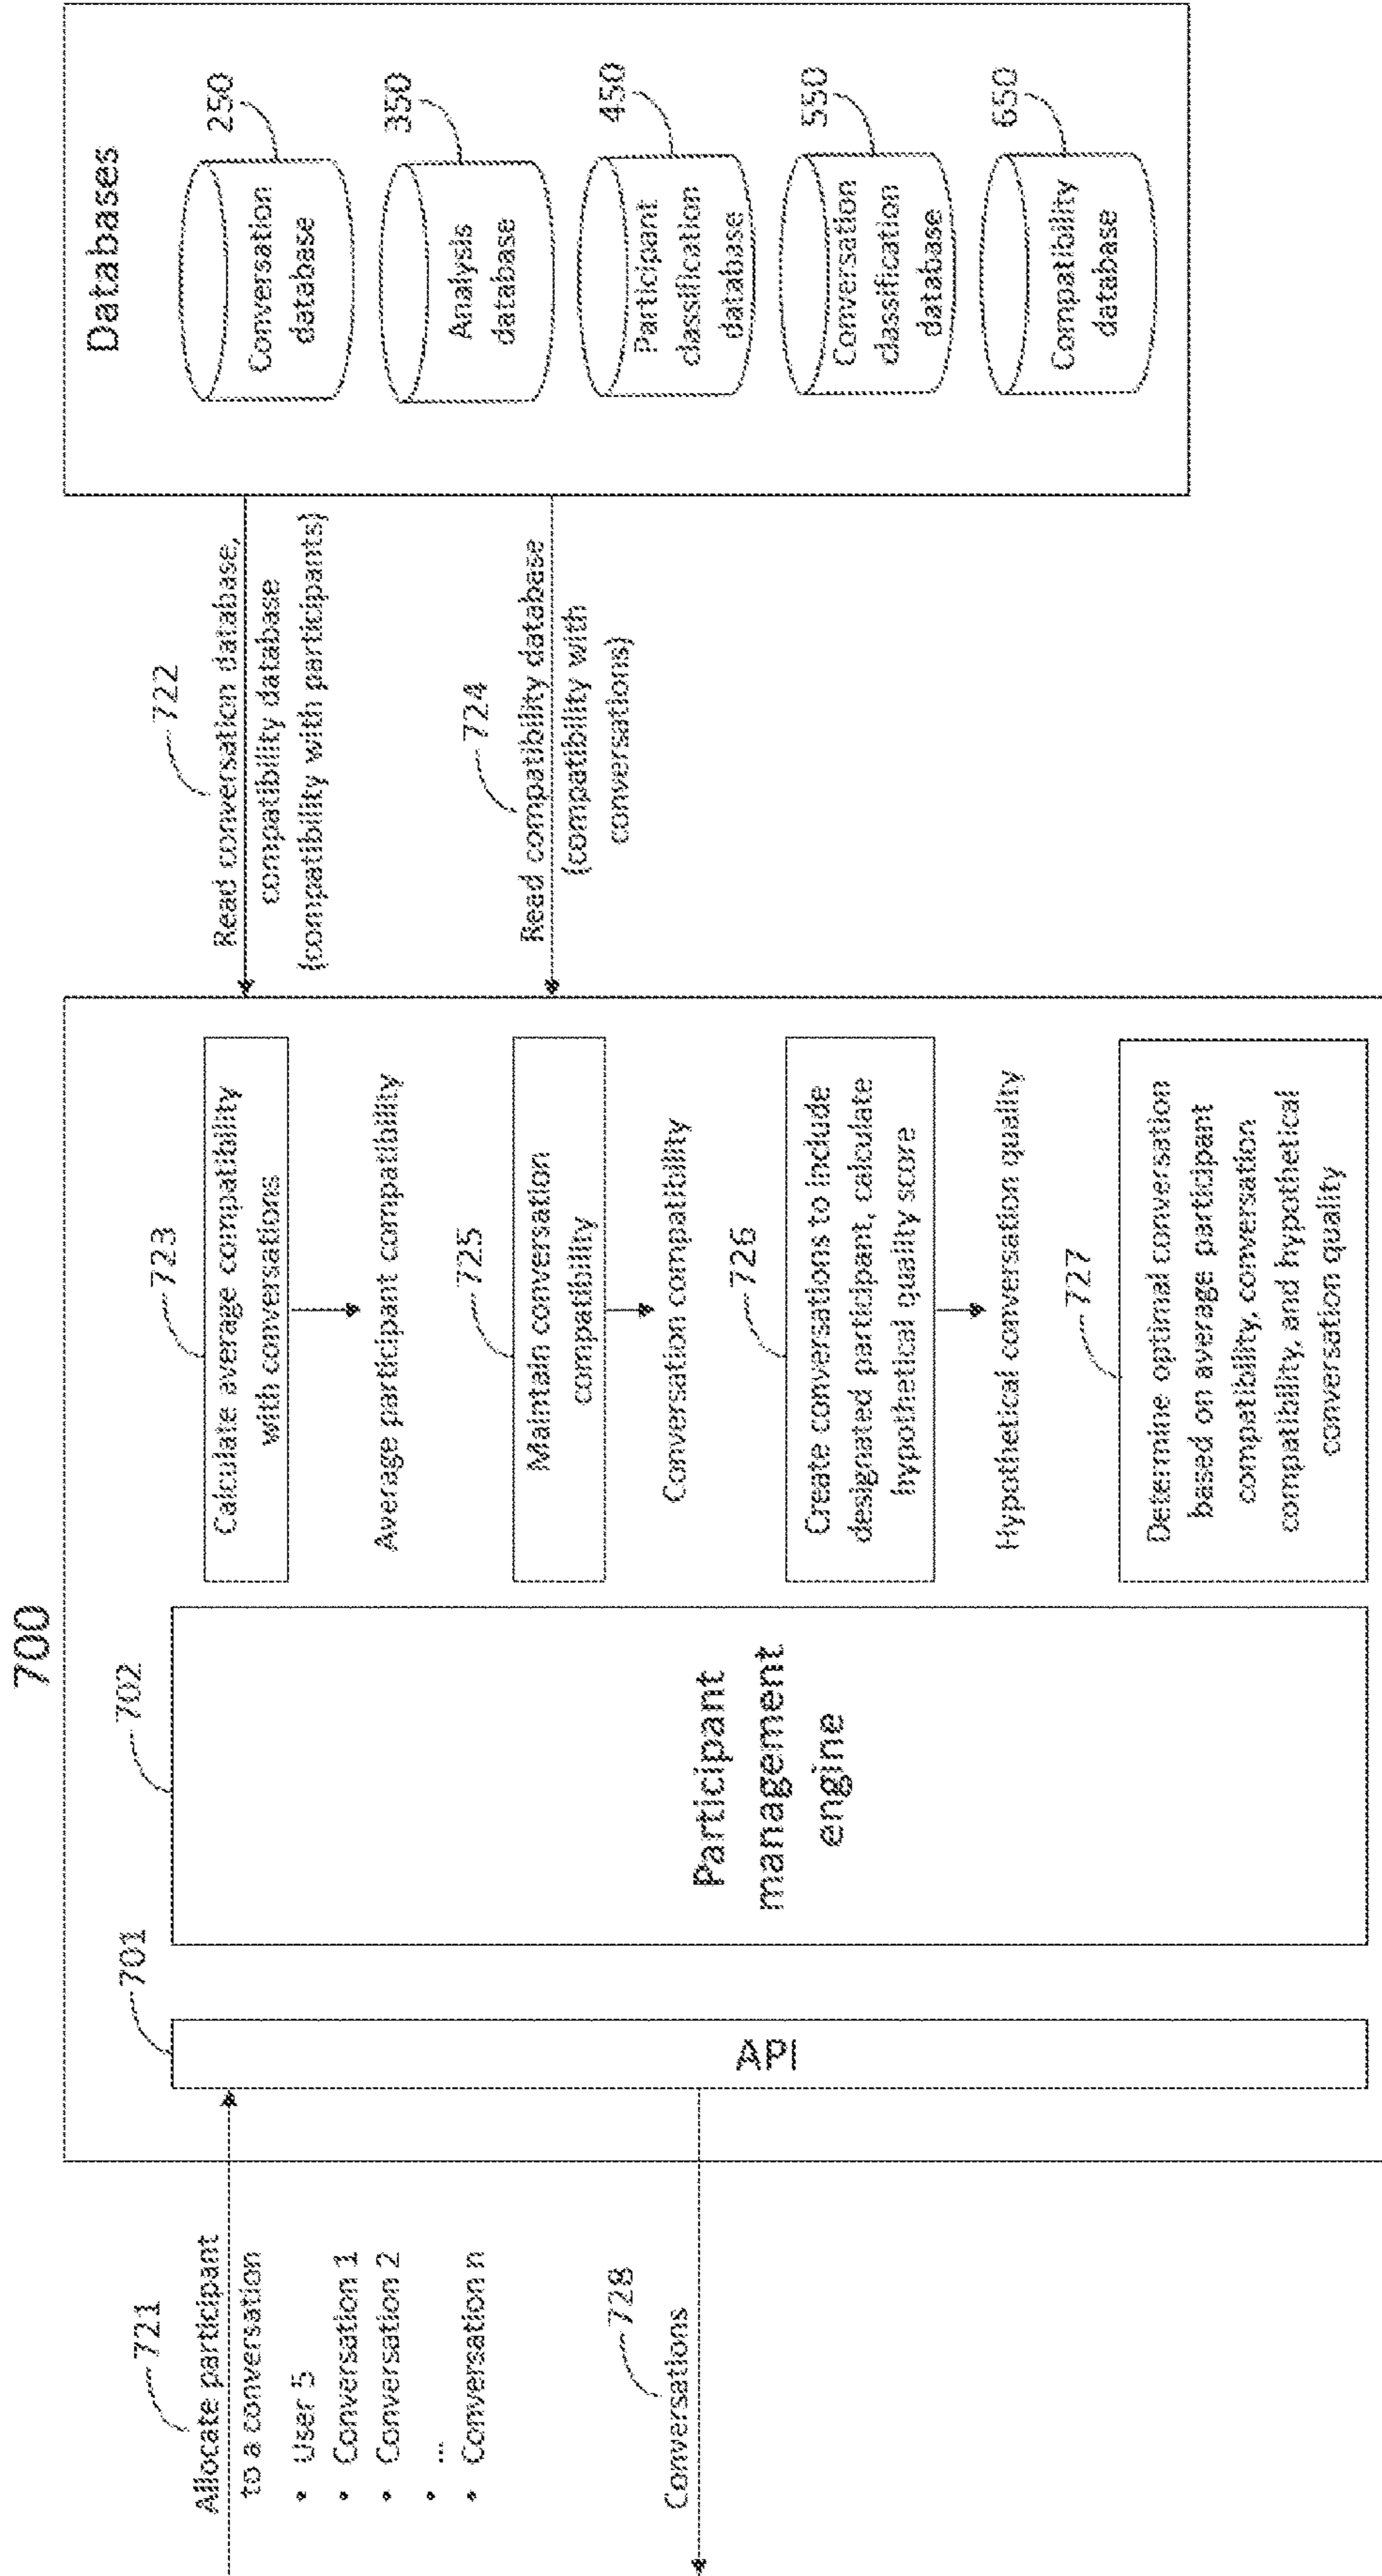 700
721
Allocate participant
to a conversation
• User 5
• Conversation 1
• Conversation 2
• ...
• Conversation n
728
Conversations
701
API
702
Participant
management
engine
723
Calculate average compatibility
with conversations
Average participant compatibility
725
Maintain conversation
compatibility
Conversation compatibility
726
Create conversations to include
designated participant, calculate
hypothetical quality score
Hypothetical conversation quality
727
Determine optimal conversation
based on average participant
compatibility, conversation
compatibility, and hypothetical
conversation quality
722
Read conversation database,
compatibility database
(compatibility with participants)
724
Read compatibility database
(compatibility with
conversations)
Databases
Conversation
database
250
Analysis
database
350
Participant
classification
database
450
Conversation
classification
database
550
Compatibility
database
650